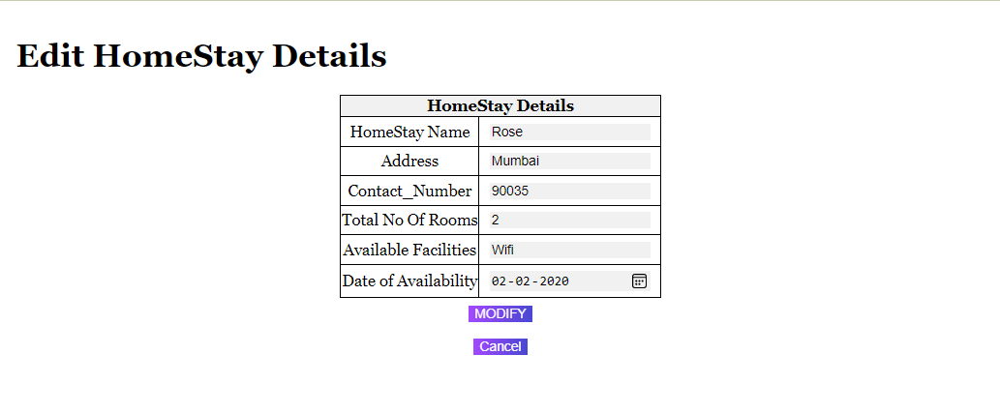 Edit HomeStay Details
HomeStay Details
HomeStay Name Rose
Address Mumbai
Contact_Number 90035
Total No Of Rooms 2
Available Facilities Wifi
Date of Availability 02-02-2020
MODIFY
Cancel